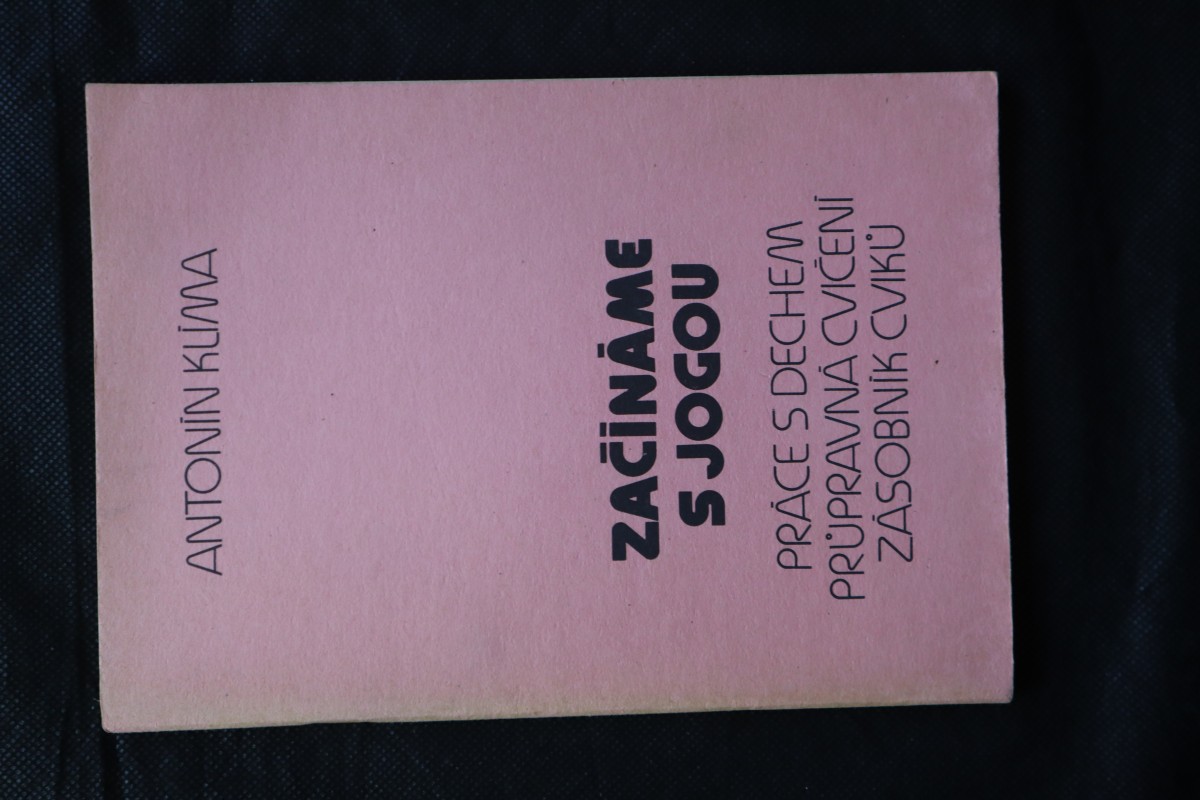 ANTONÍN KLÍMA
ZAČÍNÁME
S JOGOU
PRÁCE S DECHEM
PRŮPRAVNÁ CVIČENÍ
ZÁSOBNÍK CVIKŮ